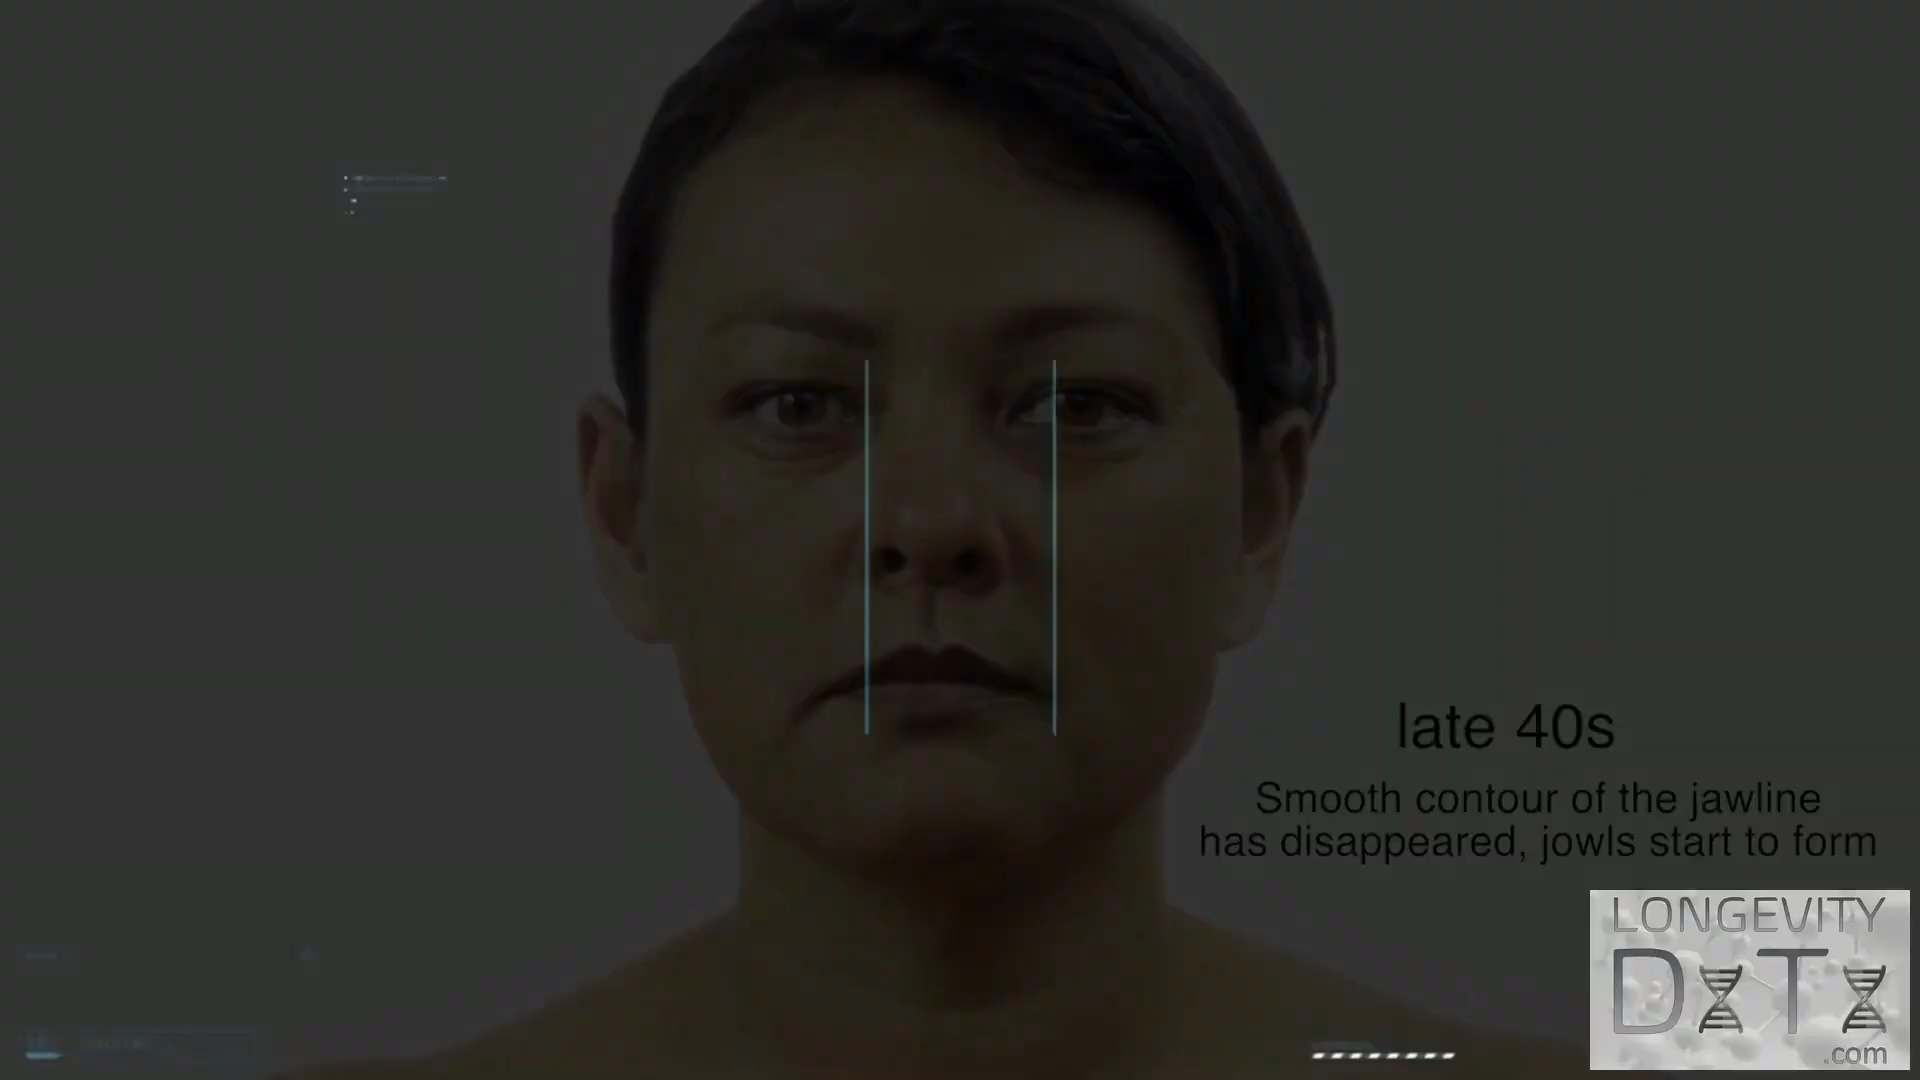 late 40s
Smooth contour of the jawline
has disappeared, jowls start to form
LONGEVITY
DATA
.com